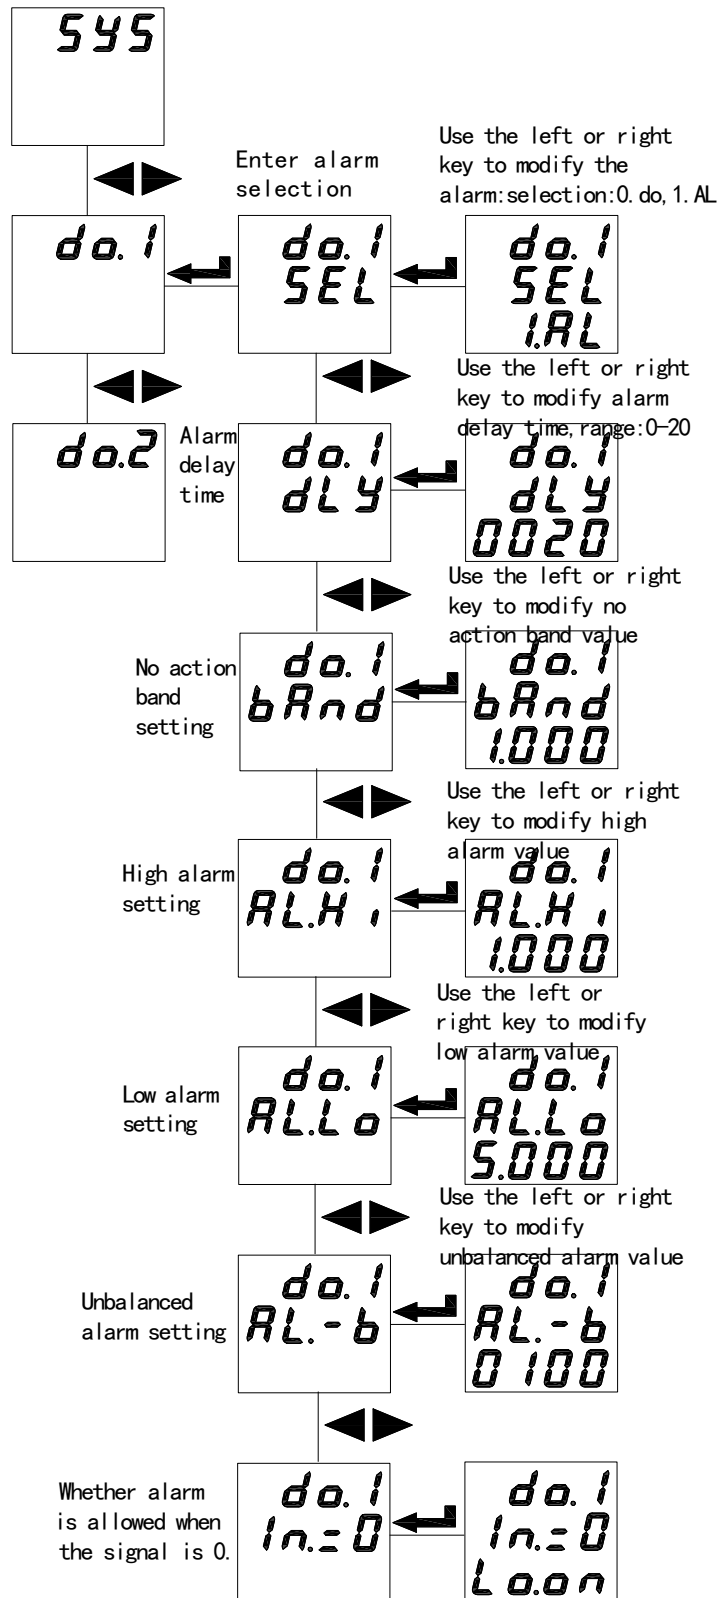 SYS
Enter alarm
selection
Use the left or right
key to modify the
alarm:selection:0.do,1.AL
do.1
do.1
SEL
do.1
SEL
1.AL
Use the left or right
key to modify alarm
delay time,range:0-20
do.2
Alarm
delay
time
do.1
dLY
do.1
dLY
0020
Use the left or right
key to modify no
action band value
No action
band
setting
do.1
bAnd
do.1
bAnd
1.000
Use the left or right
key to modify high
alarm value
High alarm
setting
do.1
AL.Hi
do.1
AL.Hi
1.000
Use the left or
right key to modify
low alarm value
Low alarm
setting
do.1
AL.Lo
do.1
AL.Lo
5.000
Use the left or right
key to modify
unbalanced alarm value
Unbalanced
alarm setting
do.1
AL.-b
do.1
AL.-b
0100
Whether alarm
is allowed when
the signal is 0.
do.1
in.=0
do.1
in.=0
Lo.on